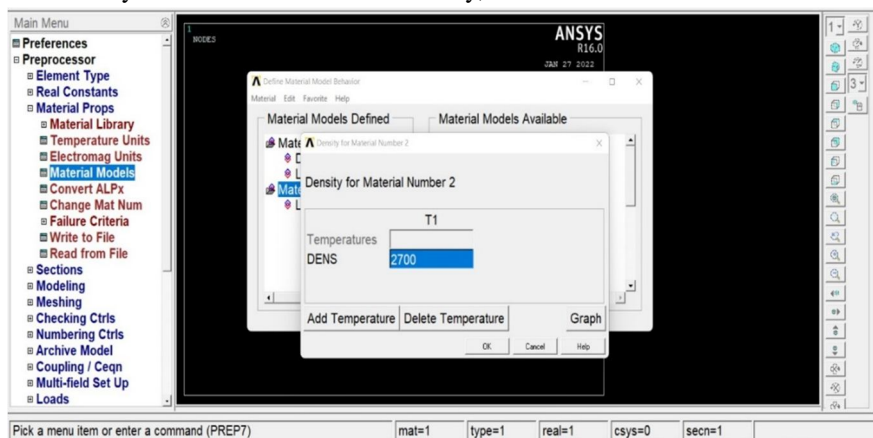 Main Menu
Preferences
Preprocessor
Element Type
Real Constants
Material Props
Material Library
Temperature Units
Electromag Units
Material Models
Convert ALPx
Change Mat Num
Failure Criteria
Write to File
Read from File
Sections
Modeling
Meshing
Checking Ctrls
Numbering Ctrls
Archive Model
Coupling / Ceqn
Multi-field Set Up
Loads
1
NODES
ANSYS
R16.0
JAN 27 2022
Define Material Model Behavior
Material Edit Favorite Help
Material Models Defined
Material Models Available
Mate
D
L
Mate
L
Density for Material Number 2
Density for Material Number 2
T1
Temperatures
DENS 2700
Add Temperature Delete Temperature Graph
OK Cancel Help
1
3
Pick a menu item or enter a command (PREP7) mat=1 type=1 real=1 csys=0 secn=1